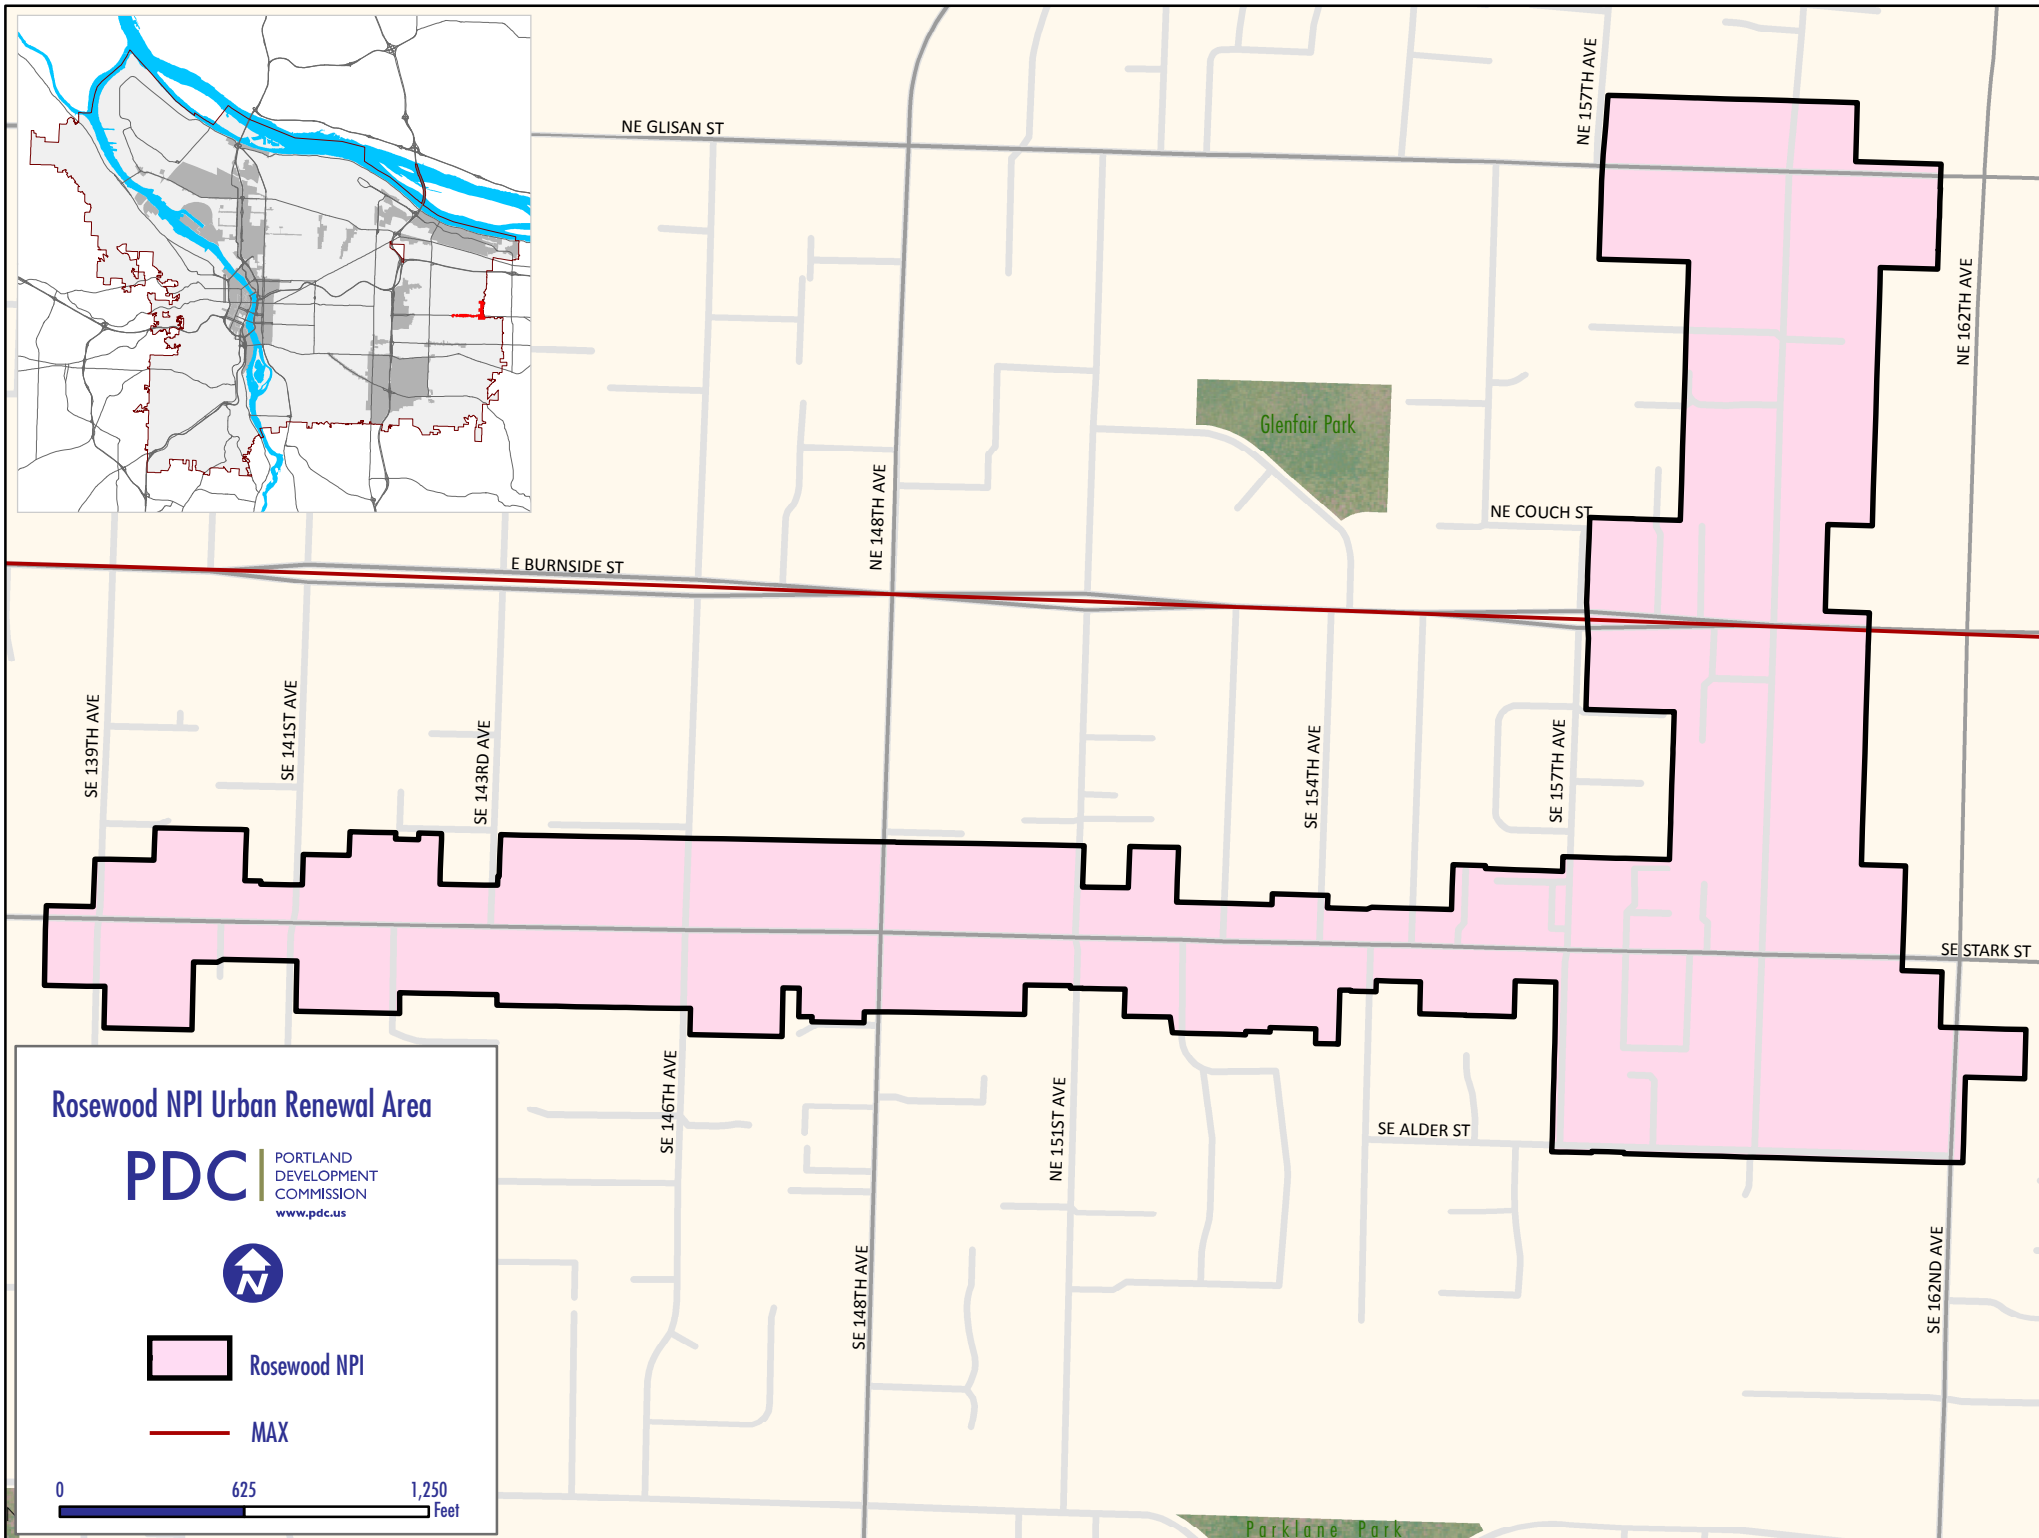 NE GLISAN ST
NE 157TH AVE
NE 162TH AVE
Glenfair Park
NE 148TH AVE
NE COUCH ST
E BURNSIDE ST
SE 139TH AVE
SE 141ST AVE
SE 143RD AVE
SE 154TH AVE
SE 157TH AVE
SE STARK ST
SE 146TH AVE
NE 151ST AVE
SE ALDER ST
SE 148TH AVE
SE 162ND AVE
Parklane Park
Rosewood NPI Urban Renewal Area
PDC
PORTLAND
DEVELOPMENT
COMMISSION
www.pdc.us
N
Rosewood NPI
MAX
0 625 1,250
Feet